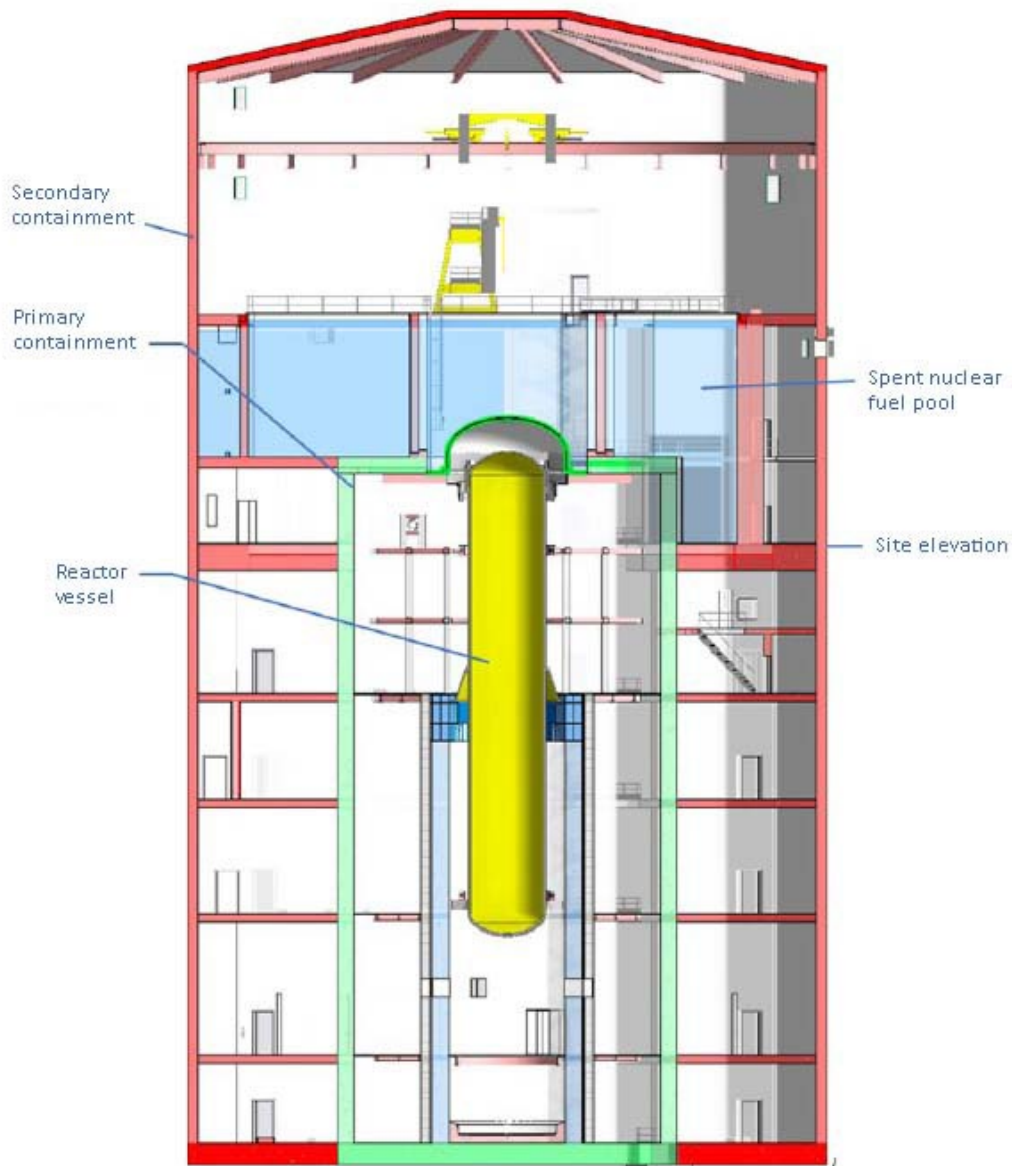 Secondary
containment
Primary
containment
Spent nuclear
fuel pool
Site elevation
Reactor
vessel